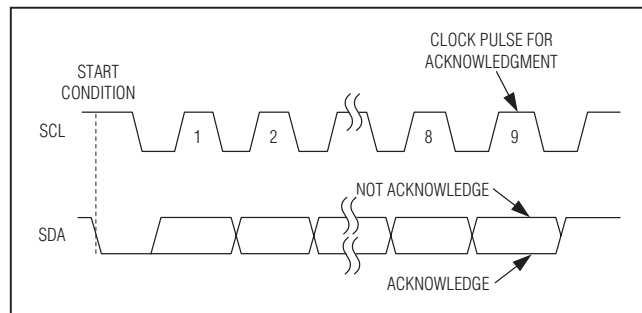 CLOCK PULSE FOR
ACKNOWLEDGMENT
START
CONDITION
SCL
1
2
8
9
NOT ACKNOWLEDGE
SDA
ACKNOWLEDGE